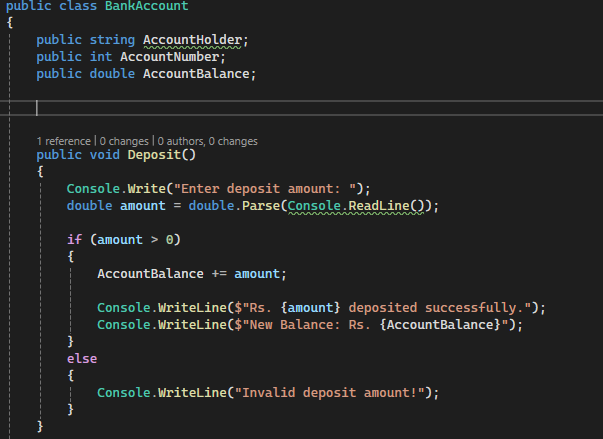 public class BankAccount
{
public string AccountHolder;
public int AccountNumber;
public double AccountBalance;
1 reference | 0 changes | 0 authors, 0 changes
public void Deposit()
{
Console.Write("Enter deposit amount: ");
double amount = double.Parse(Console.ReadLine());
if (amount > 0)
{
AccountBalance += amount;
Console.WriteLine($"Rs. {amount} deposited successfully.");
Console.WriteLine($"New Balance: Rs. {AccountBalance}");
}
else
{
Console.WriteLine("Invalid deposit amount!");
}
}